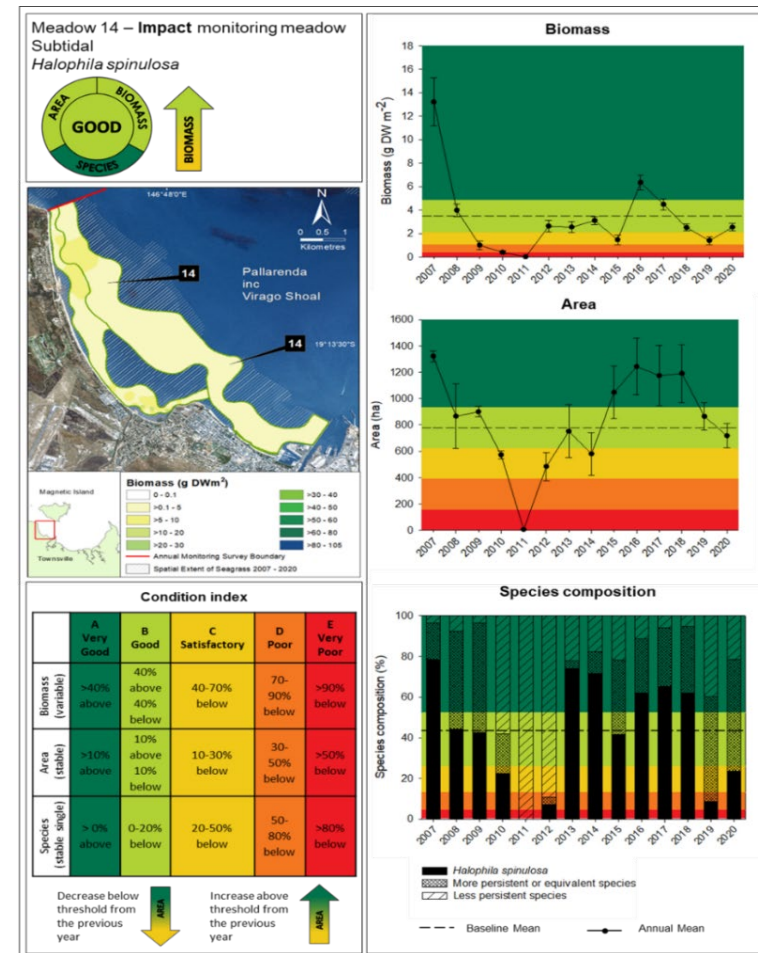 Meadow 14 – Impact monitoring meadow
Subtidal
Halophila spinulosa
AREA
BIOMASS
GOOD
SPECIES
BIOMASS
146°48'0"E
N
0 0.5 1
Kilometres
14
Pallarenda
inc
Virago Shoal
14
19°13'30"S
Magnetic Island
Townsville
Biomass (g DWm²)
0 - 0.1
>0.1 - 5
>5 - 10
>10 - 20
>20 - 30
>30 - 40
>40 - 50
>50 - 60
>60 - 80
>80 - 105
Annual Monitoring Survey Boundary
Spatial Extent of Seagrass 2007 - 2020
Condition index
A
Very
Good
B
Good
C
Satisfactory
D
Poor
E
Very
Poor
Biomass
(variable)
>40%
above
40%
above
40%
below
40-70%
below
70-
90%
below
>90%
below
Area
(stable)
>10%
above
10%
above
10%
below
10-30%
below
30-
50%
below
>50%
below
Species
(stable single)
> 0%
above
0-20%
below
20-50%
below
50-
80%
below
>80%
below
Decrease below
threshold from
the previous
year
AREA
Increase above
threshold from
the previous
year
AREA
Biomass
Biomass (g DW m⁻²)
18
16
14
12
10
8
6
4
2
0
2007 2008 2009 2010 2011 2012 2013 2014 2015 2016 2017 2018 2019 2020
Area
Area (ha)
1600
1400
1200
1000
800
600
400
200
0
2007 2008 2009 2010 2011 2012 2013 2014 2015 2016 2017 2018 2019 2020
Species composition
Species composition (%)
100
80
60
40
20
0
2007 2008 2009 2010 2011 2012 2013 2014 2015 2016 2017 2018 2019 2020
Halophila spinulosa
More persistent or equivalent species
Less persistent species
Baseline Mean
Annual Mean